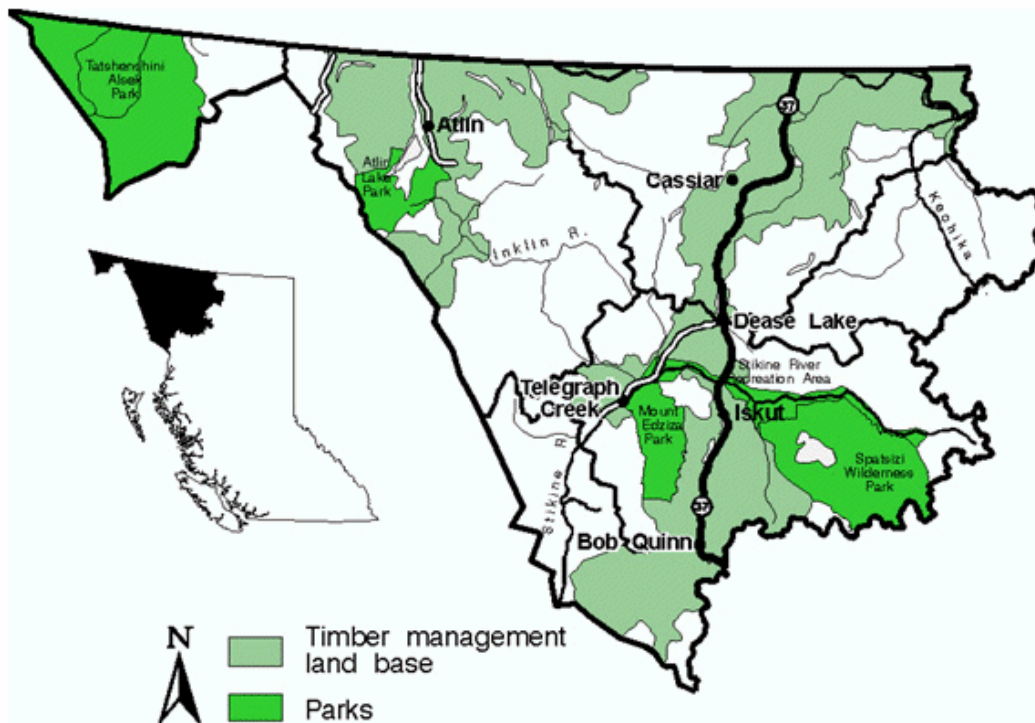 Tatshenshini
Alsek
Park
37
Atlin
Atlin
Lake
Park
Cassiar
Kechika
Inklin R.
Dease Lake
Stikine River
Recreation Area
Telegraph
Creek
Mount
Edziza
Park
Iskut
Spatsizi
Wilderness
Park
Stikine R
37
Bob Quinn
N
Timber management
land base
Parks